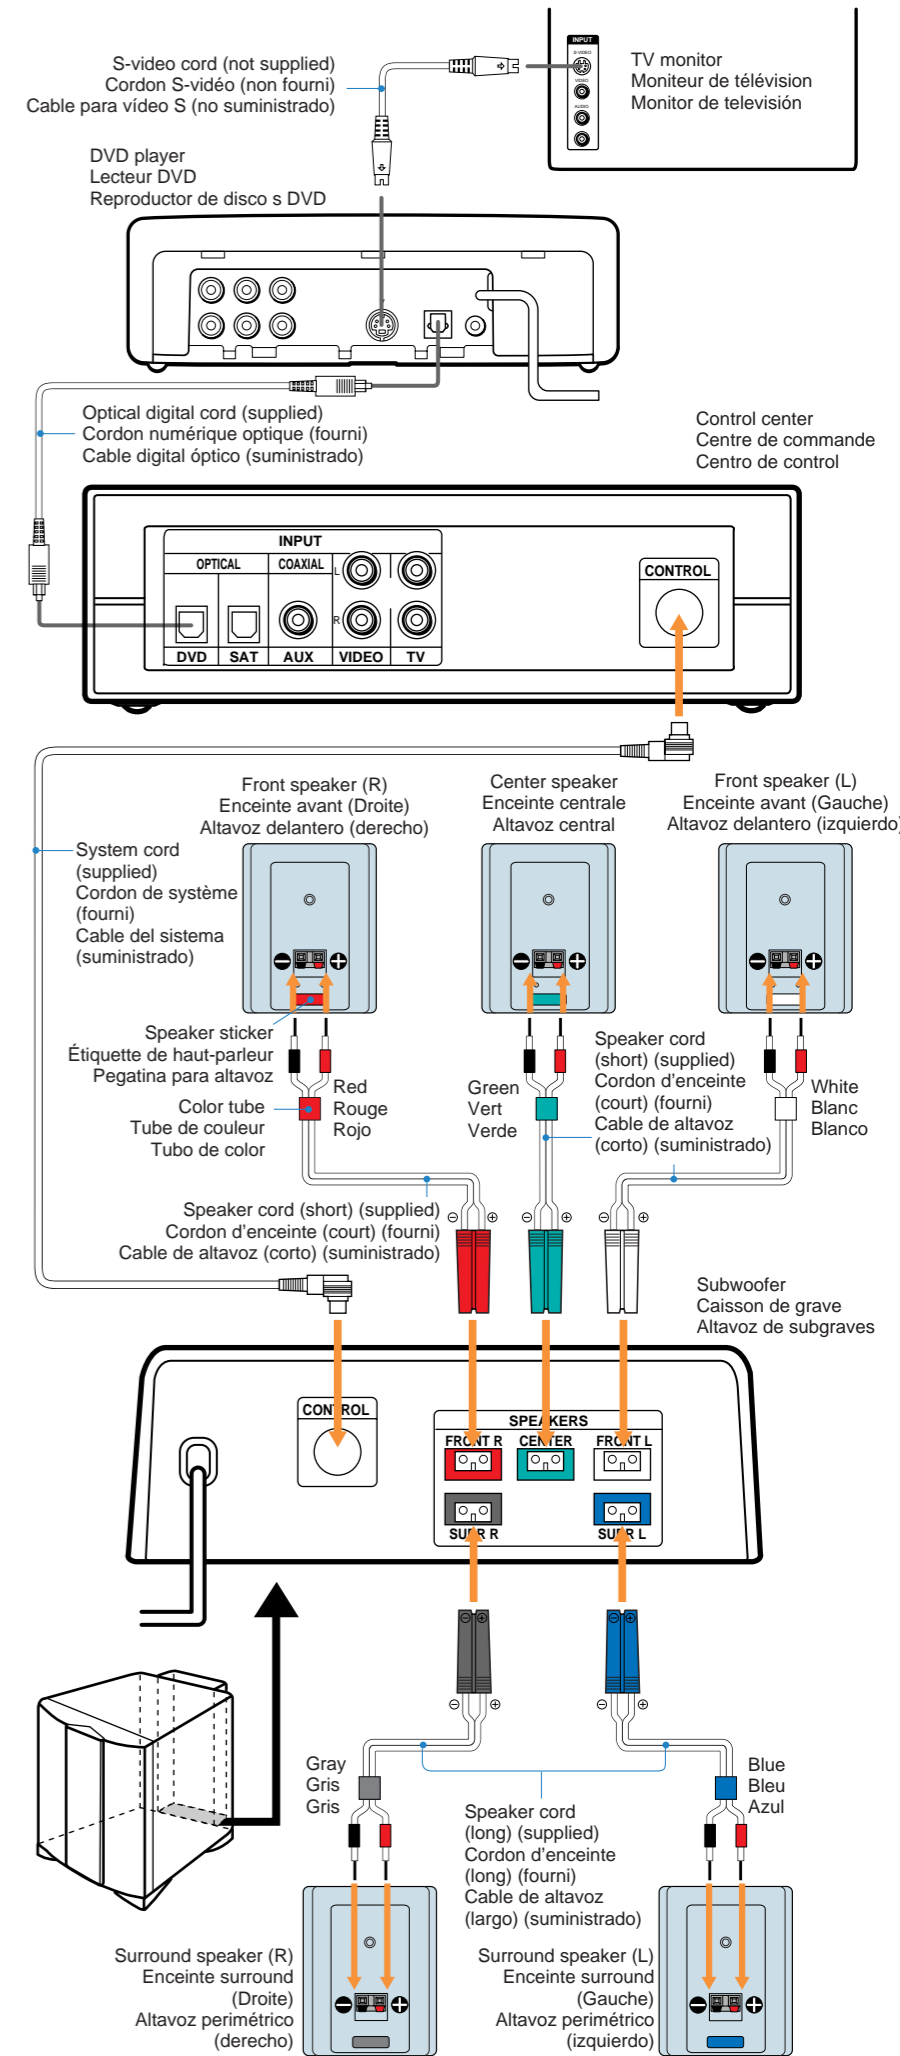 S-video cord (not supplied)
Cordon S-vidéo (non fourni)
Cable para vídeo S (no suministrado)
INPUT
S-VIDEO
VIDEO
AUDIO
TV monitor
Moniteur de télévision
Monitor de televisión
DVD player
Lecteur DVD
Reproductor de disco s DVD
Optical digital cord (supplied)
Cordon numérique optique (fourni)
Cable digital óptico (suministrado)
Control center
Centre de commande
Centro de control
INPUT
OPTICAL
COAXIAL
L
R
DVD
SAT
AUX
VIDEO
TV
CONTROL
Front speaker (R)
Enceinte avant (Droite)
Altavoz delantero (derecho)
Center speaker
Enceinte centrale
Altavoz central
Front speaker (L)
Enceinte avant (Gauche)
Altavoz delantero (izquierdo)
System cord
(supplied)
Cordon de système
(fourni)
Cable del sistema
(suministrado)
Speaker sticker
Étiquette de haut-parleur
Pegatina para altavoz
Color tube
Tube de couleur
Tubo de color
Red
Rouge
Rojo
Green
Vert
Verde
Speaker cord
(short) (supplied)
Cordon d'enceinte
(court) (fourni)
Cable de altavoz
(corto) (suministrado)
White
Blanc
Blanco
Speaker cord (short) (supplied)
Cordon d'enceinte (court) (fourni)
Cable de altavoz (corto) (suministrado)
Subwoofer
Caisson de grave
Altavoz de subgraves
CONTROL
SPEAKERS
FRONT R
CENTER
FRONT L
SURR R
SURR L
Gray
Gris
Gris
Blue
Bleu
Azul
Speaker cord
(long) (supplied)
Cordon d'enceinte
(long) (fourni)
Cable de altavoz
(largo) (suministrado)
Surround speaker (R)
Enceinte surround
(Droite)
Altavoz perimétrico
(derecho)
Surround speaker (L)
Enceinte surround
(Gauche)
Altavoz perimétrico
(izquierdo)